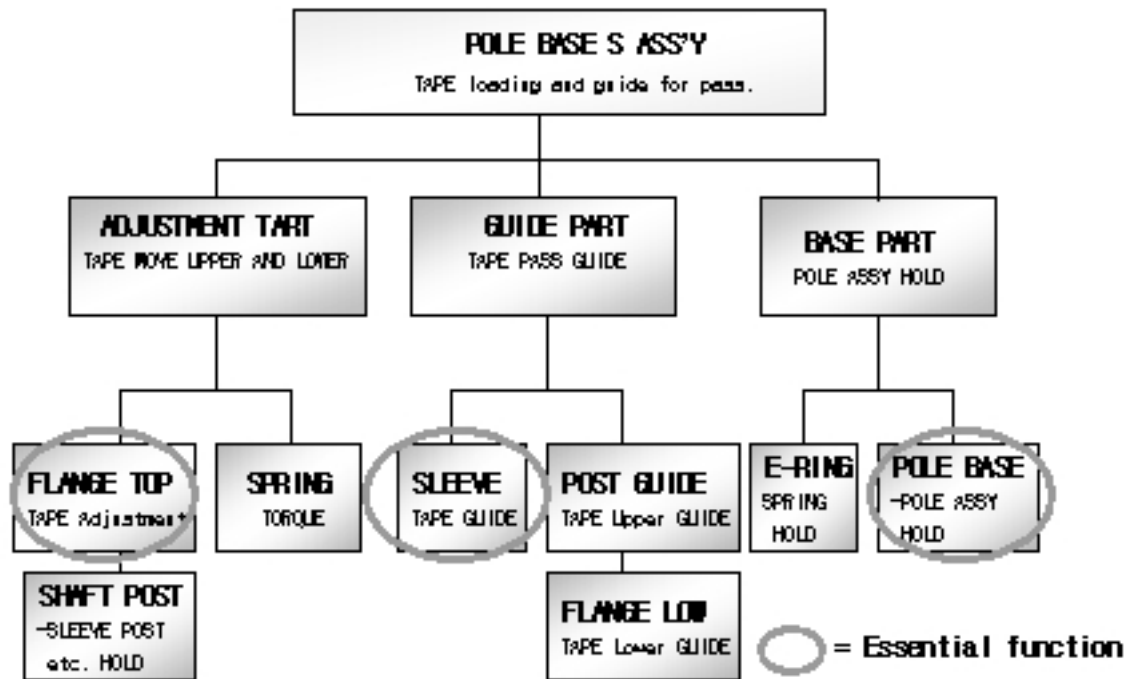 POLE BASE S ASS'Y
TAPE loading and guide for pass.
ADJUSTMENT TART
TAPE MOVE UPPER AND LOWER
GUIDE PART
TAPE PASS GUIDE
BASE PART
POLE ASSY HOLD
FLANGE TOP
TAPE Adjustment
SPRING
TORQUE
SLEEVE
TAPE GUIDE
POST GUIDE
TAPE Upper GUIDE
E-RING
SPRING
HOLD
POLE BASE
-POLE ASSY
HOLD
SHAFT POST
-SLEEVE POST
etc. HOLD
FLANGE LOW
TAPE Lower GUIDE
= Essential function